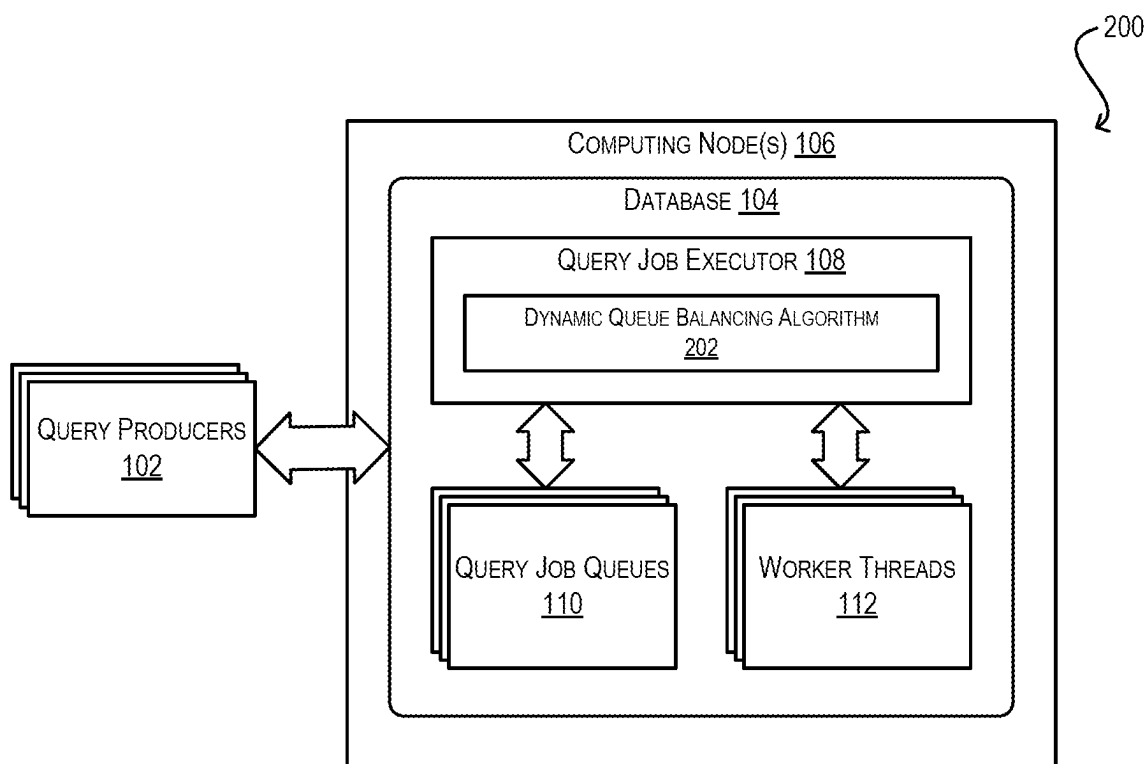 200
COMPUTING NODE(S) 106
DATABASE 104
QUERY JOB EXECUTOR 108
DYNAMIC QUEUE BALANCING ALGORITHM
202
QUERY PRODUCERS
102
QUERY JOB QUEUES
110
WORKER THREADS
112